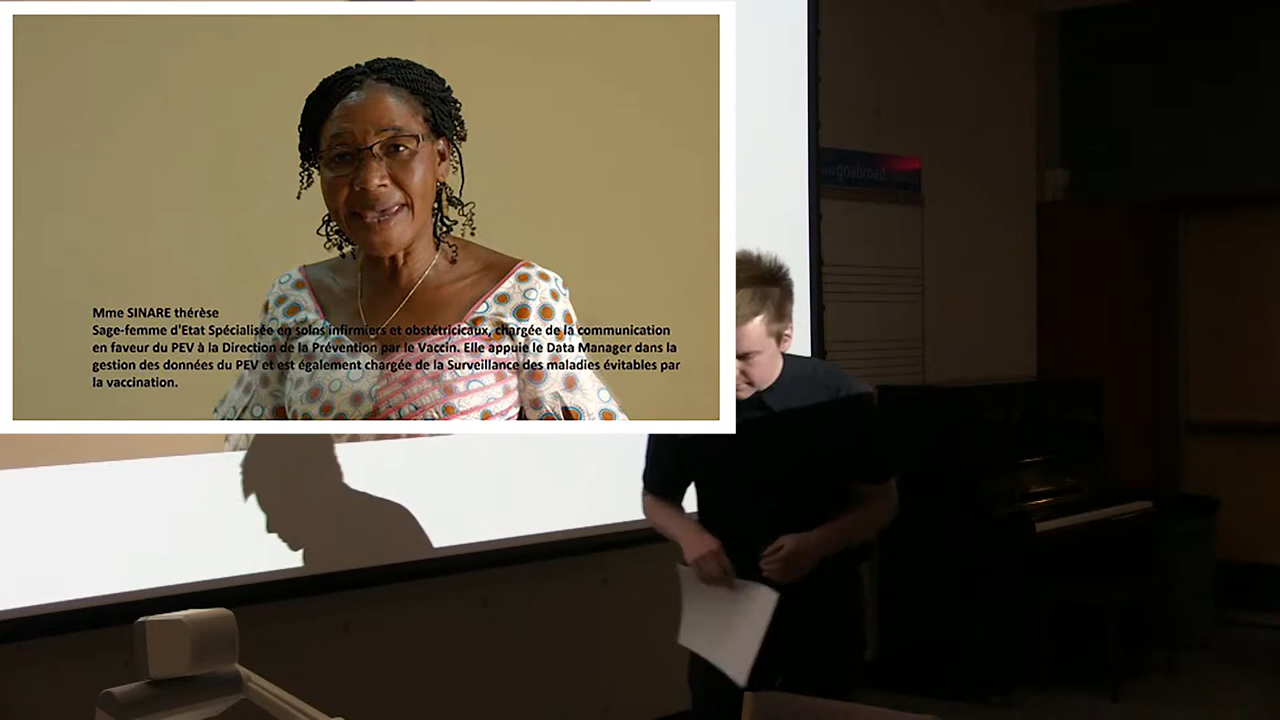 Mme SINARE thérèse
Sage-femme d'Etat Spécialisée en soins infirmiers et obstétricicaux, chargée de la communication
en faveur du PEV à la Direction de la Prévention par le Vaccin. Elle appuie le Data Manager dans la
gestion des données du PEV et est également chargée de la Surveillance des maladies évitables par
la vaccination.
goabroad